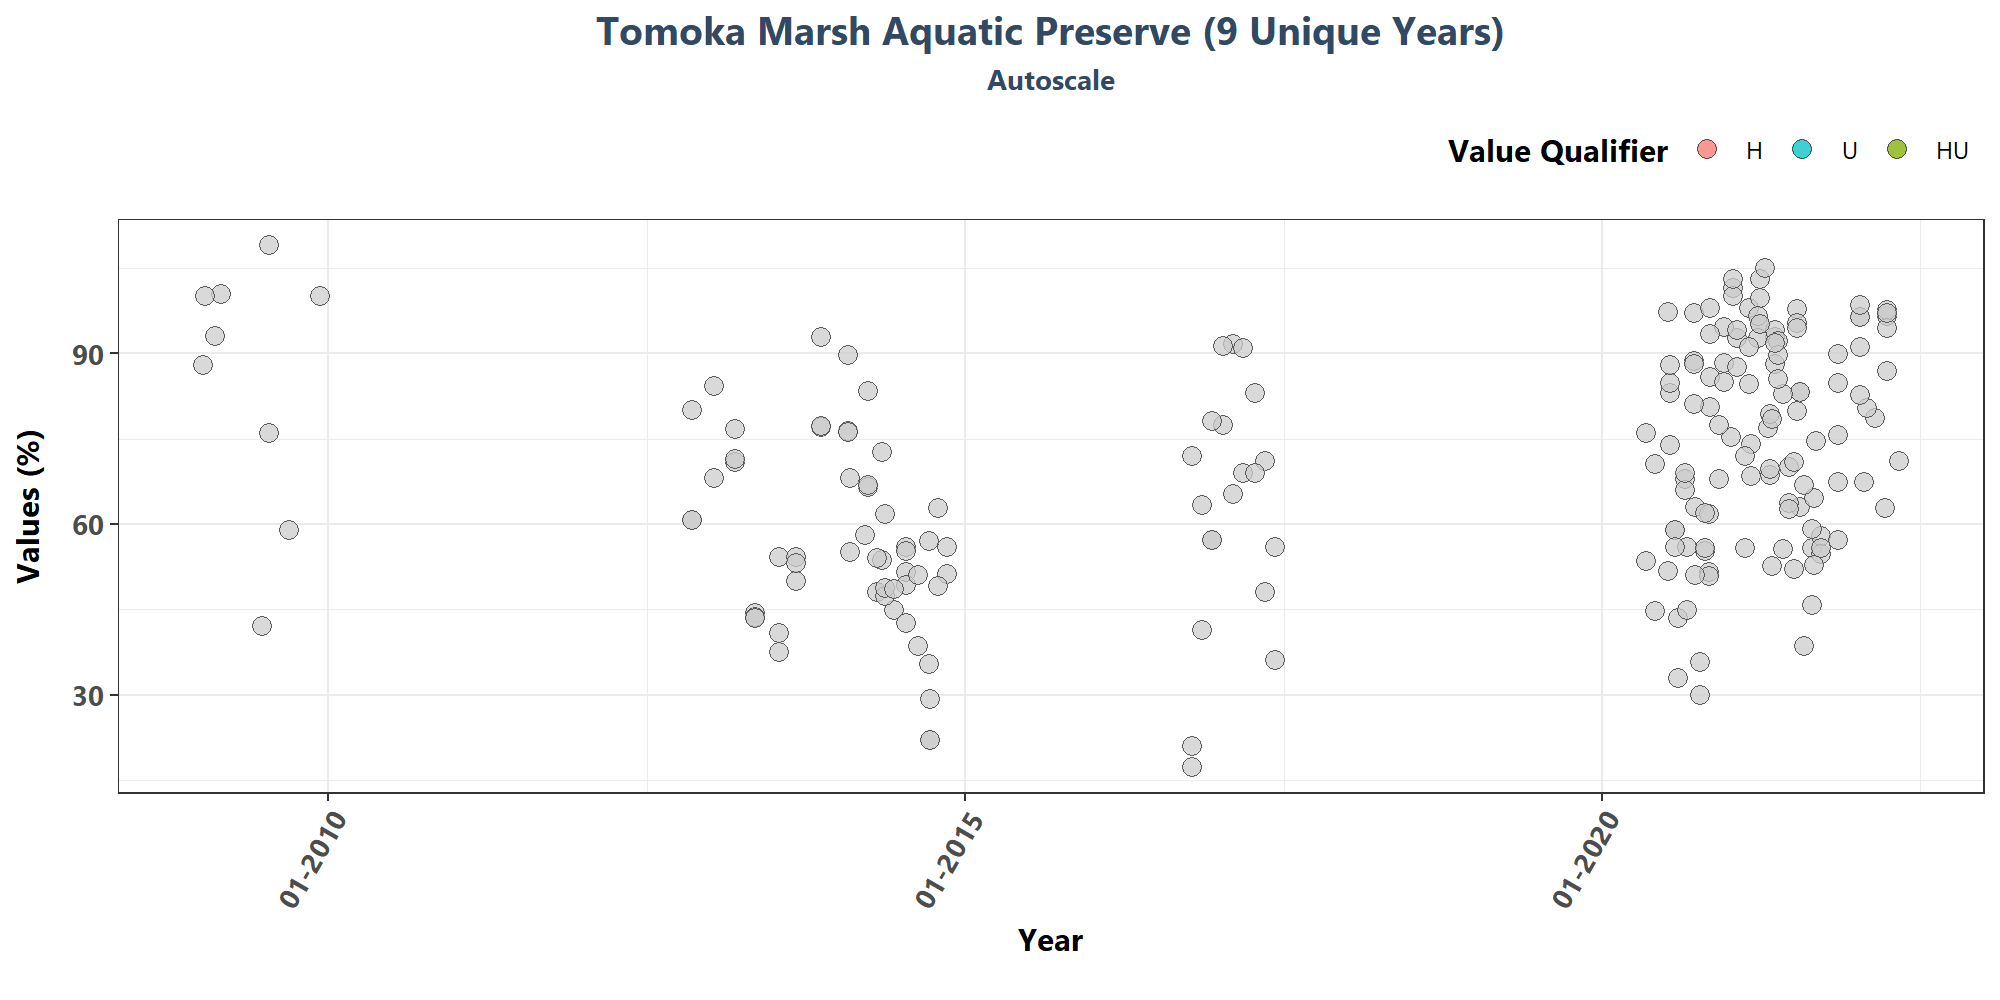 Tomoka Marsh Aquatic Preserve (9 Unique Years)
Autoscale
Value Qualifier H U HU
Values (%)
90
60
30
01-2010 01-2015 01-2020
Year